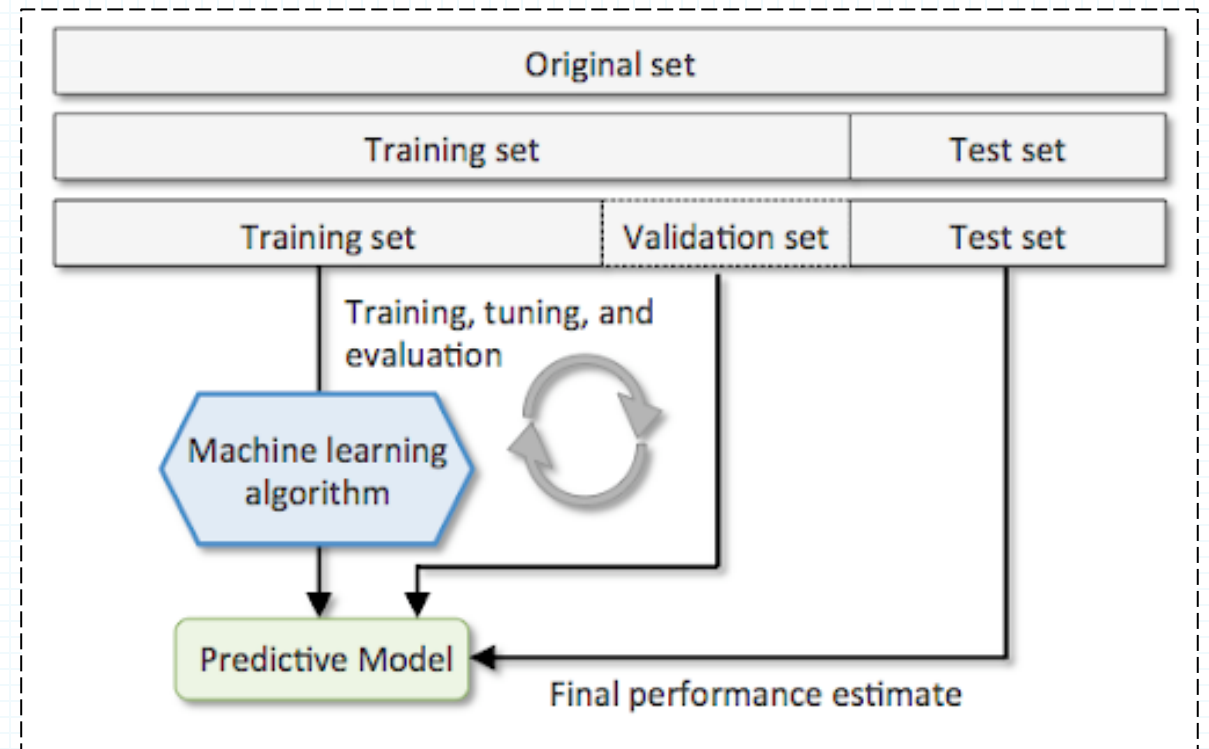 Original set
Training set
Test set
Training set
Validation set
Test set
Training, tuning, and
evaluation
Machine learning
algorithm
Predictive Model
Final performance estimate